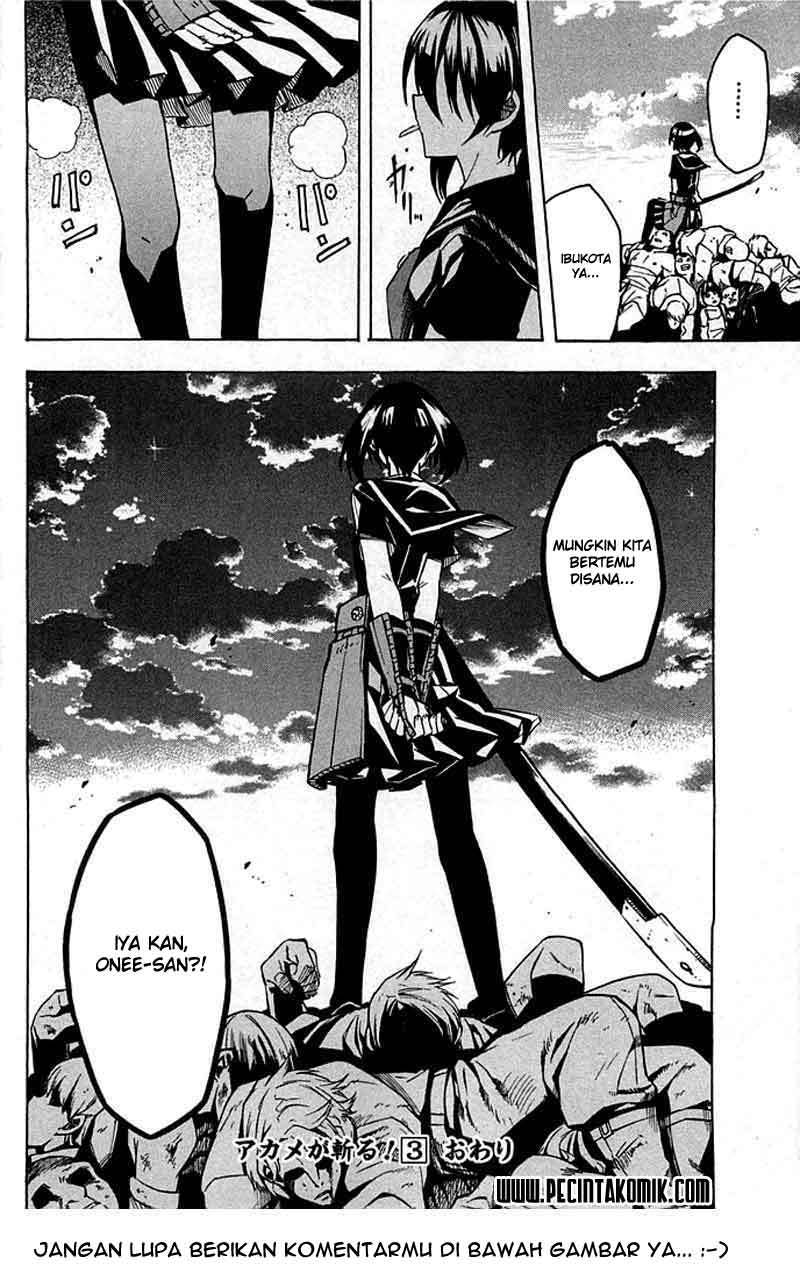 .......
IBUKOTA
YA...
ガリッ
パン
パン
MUNGKIN KITA
BERTEMU
DISANA...
IYA KAN,
ONEE-SAN?!
アカメが斬る!! 3 おわり
WWW.PECINTAKOMIK.COM
JANGAN LUPA BERIKAN KOMENTARMU DI BAWAH GAMBAR YA... :-)